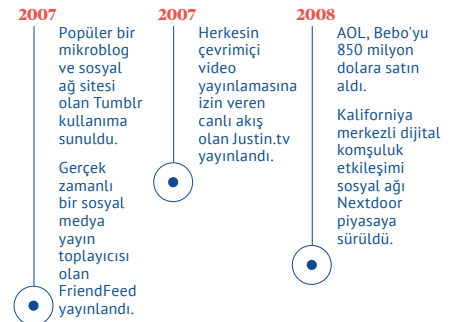 2007
Popüler bir
mikroblog
ve sosyal
ağ sitesi
olan Tumblr
kullanıma
sunuldu.
Gerçek
zamanlı
bir sosyal
medya
yayın
toplayıcısı
olan
FriendFeed
yayınlandı.
2007
Herkesin
çevrimiçi
video
yayınlamasına
izin veren
canlı akış
olan Justin.tv
yayınlandı.
2008
AOL, Bebo'yu
850 milyon
dolara satın
aldı.
Kaliforniya
merkezli dijital
komşuluk
etkileşimi
sosyal ağı
Nextdoor
piyasaya
sürüldü.